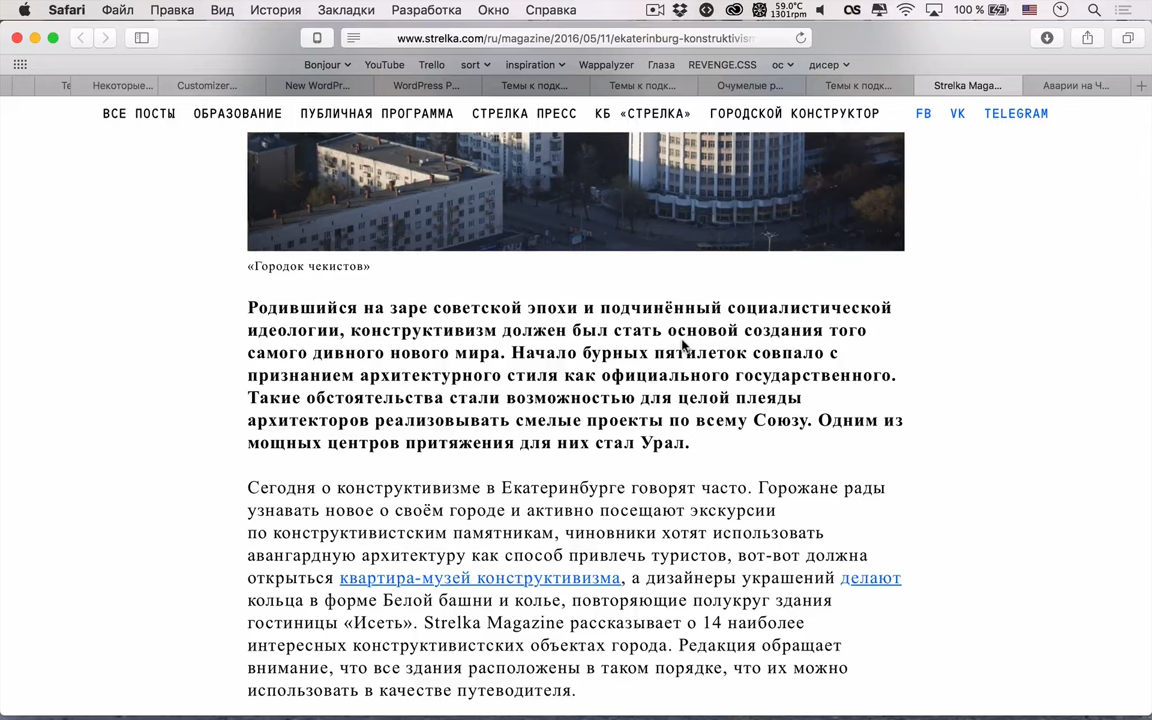 Safari Файл Правка Вид История Закладки Разработка Окно Справка 59.0°C 1301rpm 100 %
www.strelka.com/ru/magazine/2016/05/11/ekaterinburg-konstruktivism
Bonjour YouTube Trello sort inspiration Wappalyzer Глаза REVENGE.CSS ос дисер
Те Некоторые... Customizer... New WordPr... WordPress P... Темы к подк... Темы к подк... Очумелые р... Темы к подк... Strelka Maga... Аварии на Ч...
ВСЕ ПОСТЫ ОБРАЗОВАНИЕ ПУБЛИЧНАЯ ПРОГРАММА СТРЕЛКА ПРЕСС КБ «СТРЕЛКА» ГОРОДСКОЙ КОНСТРУКТОР FB VK TELEGRAM
«Городок чекистов»
Родившийся на заре советской эпохи и подчинённый социалистической
идеологии, конструктивизм должен был стать основой создания того
самого дивного нового мира. Начало бурных пятилеток совпало с
признанием архитектурного стиля как официального государственного.
Такие обстоятельства стали возможностью для целой плеяды
архитекторов реализовывать смелые проекты по всему Союзу. Одним из
мощных центров притяжения для них стал Урал.
Сегодня о конструктивизме в Екатеринбурге говорят часто. Горожане рады
узнавать новое о своём городе и активно посещают экскурсии
по конструктивистским памятникам, чиновники хотят использовать
авангардную архитектуру как способ привлечь туристов, вот-вот должна
открыться квартира-музей конструктивизма, а дизайнеры украшений делают
кольца в форме Белой башни и колье, повторяющие полукруг здания
гостиницы «Исеть». Strelka Magazine рассказывает о 14 наиболее
интересных конструктивистских объектах города. Редакция обращает
внимание, что все здания расположены в таком порядке, что их можно
использовать в качестве путеводителя.